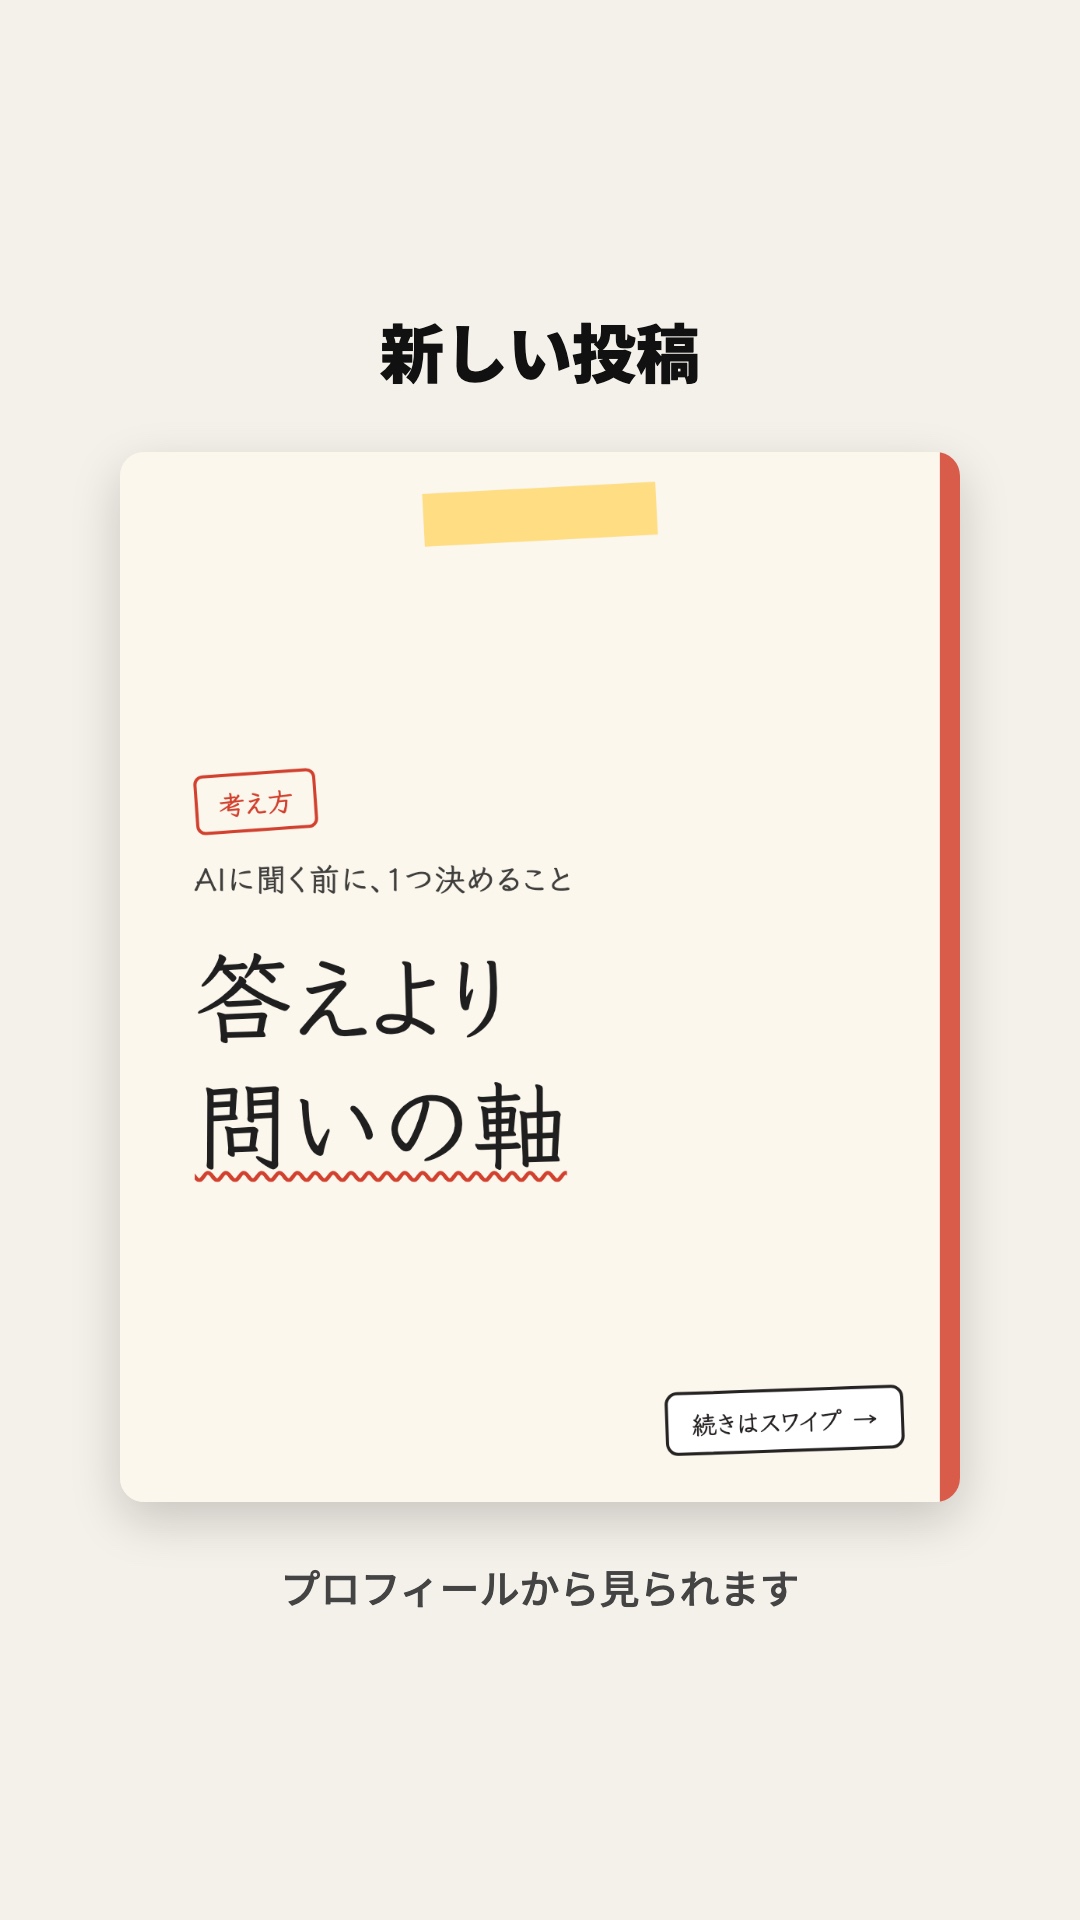 新しい投稿
考え方
AIに聞く前に、1つ決めること
答えより
問いの軸
続きはスワイプ →
プロフィールから見られます